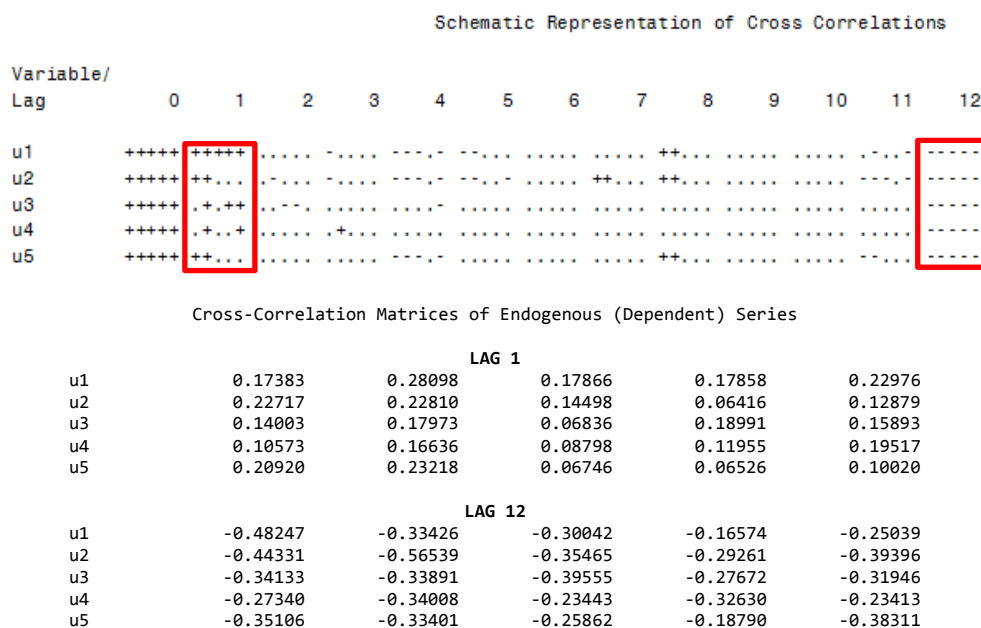 Schematic Representation of Cross Correlations
Variable/
Lag 0 1 2 3 4 5 6 7 8 9 10 11 12
u1 +++++ +++++ ..... -.... ---.- --... ..... ..... ++... ..... ..... .-..- -----
u2 +++++ ++... .-... -.... ---.- --..- ..... ++... ++... ..... ..... ---.- -----
u3 +++++ .+.++ ..--. ..... ....- ..... ..... ..... ..... ..... ..... ..... -----
u4 +++++ .+..+ ..... .+... ..... ..... ..... ..... ..... ..... ..... ..... -----
u5 +++++ ++... ..... ..... ---.- ..... ..... ..... ++... ..... ..... --... -----
Cross-Correlation Matrices of Endogenous (Dependent) Series
LAG 1
u1 0.17383 0.28098 0.17866 0.17858 0.22976
u2 0.22717 0.22810 0.14498 0.06416 0.12879
u3 0.14003 0.17973 0.06836 0.18991 0.15893
u4 0.10573 0.16636 0.08798 0.11955 0.19517
u5 0.20920 0.23218 0.06746 0.06526 0.10020
LAG 12
u1 -0.48247 -0.33426 -0.30042 -0.16574 -0.25039
u2 -0.44331 -0.56539 -0.35465 -0.29261 -0.39396
u3 -0.34133 -0.33891 -0.39555 -0.27672 -0.31946
u4 -0.27340 -0.34008 -0.23443 -0.32630 -0.23413
u5 -0.35106 -0.33401 -0.25862 -0.18790 -0.38311